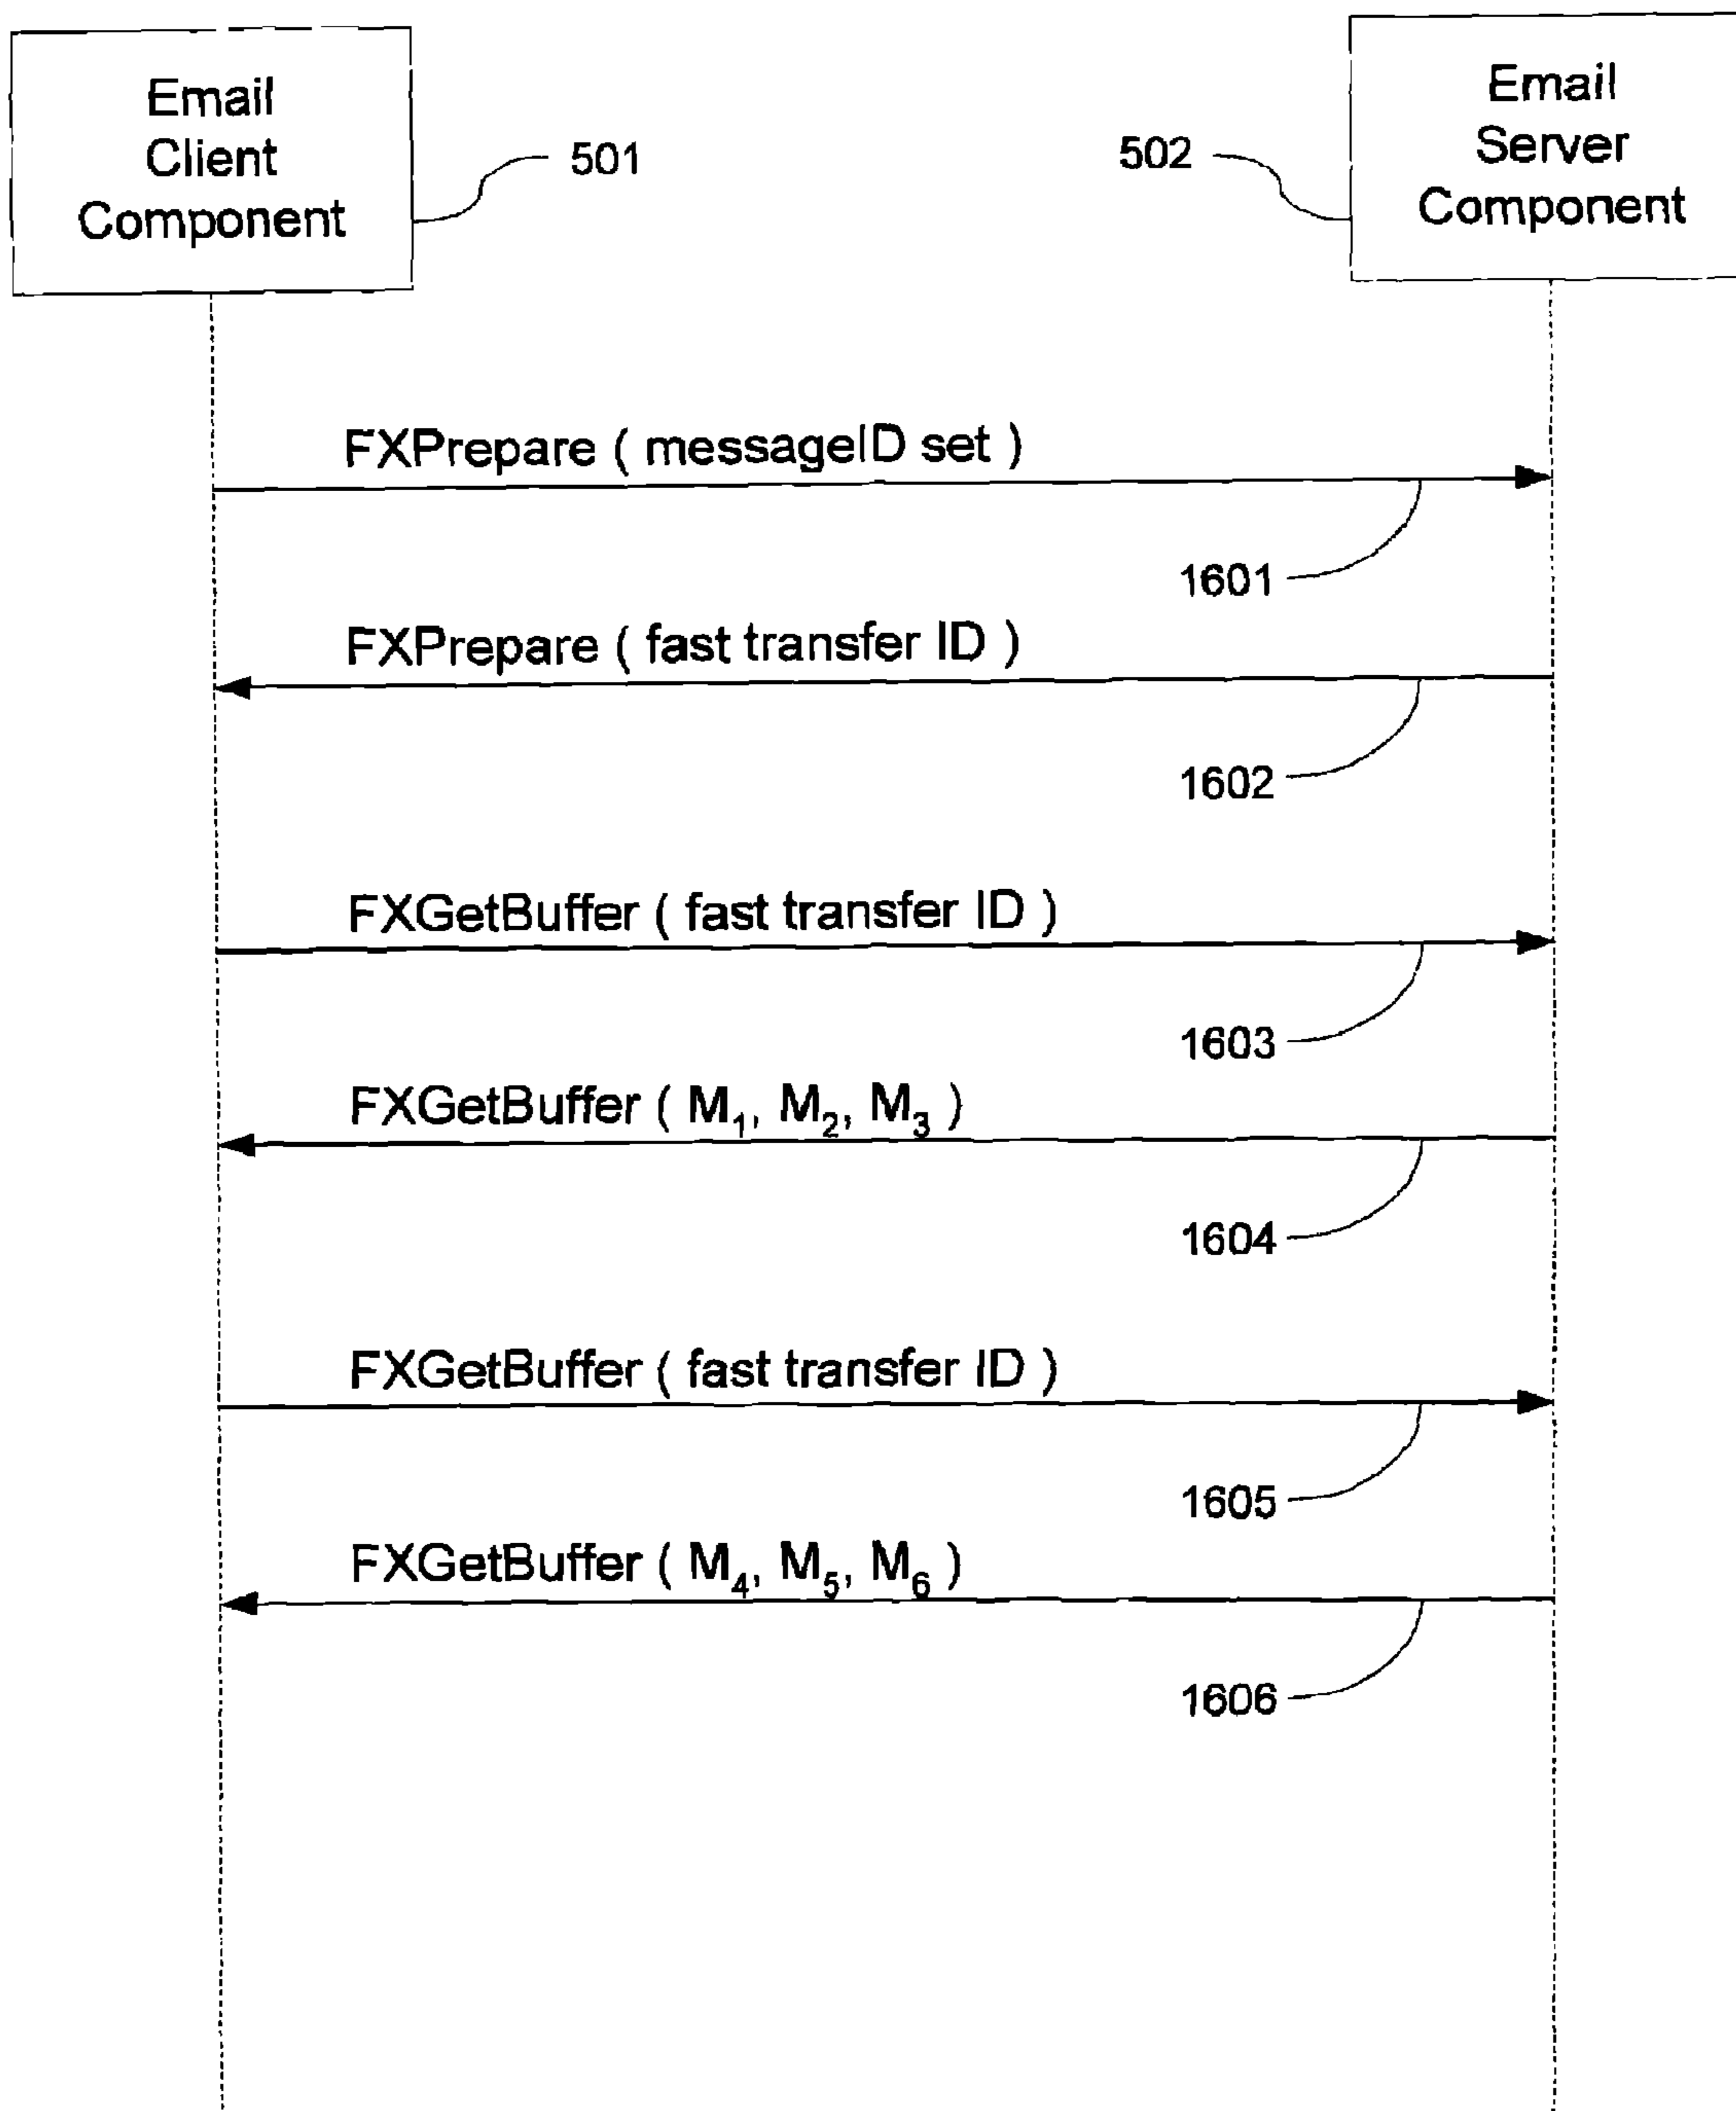 Email
Client
Component
501
502
Email
Server
Component
FXPrepare ( messageID set )
1601
FXPrepare ( fast transfer ID )
1602
FXGetBuffer ( fast transfer ID )
1603
FXGetBuffer ( M₁, M₂, M₃ )
1604
FXGetBuffer ( fast transfer ID )
1605
FXGetBuffer ( M₄, M₅, M₆ )
1606